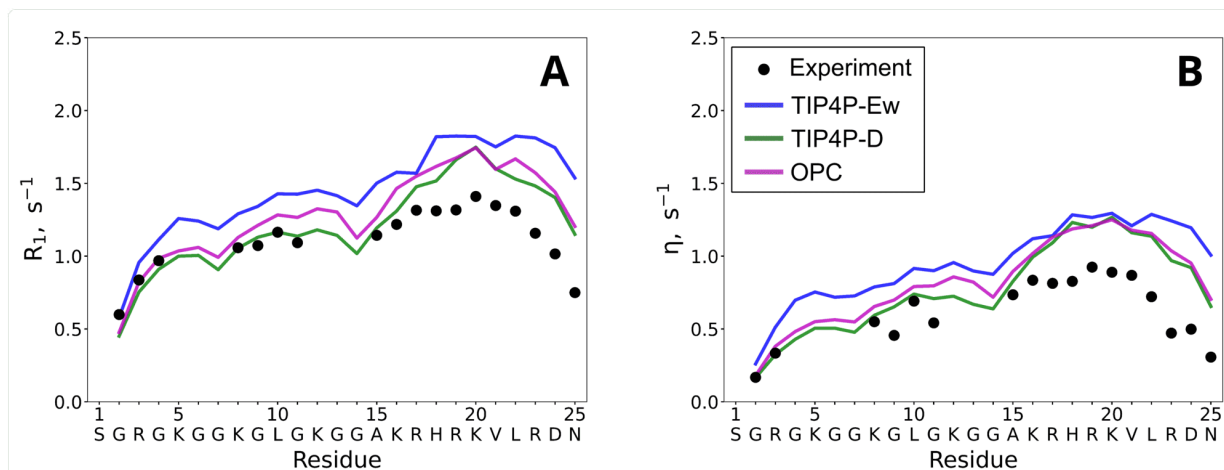 A
R₁, s⁻¹
2.5
2.0
1.5
1.0
0.5
0.0
1 5 10 15 20 25
S G R G K G G K G L G K G G A K R H R K V L R D N
Residue
B
Experiment
TIP4P-Ew
TIP4P-D
OPC
η, s⁻¹
2.5
2.0
1.5
1.0
0.5
0.0
1 5 10 15 20 25
S G R G K G G K G L G K G G A K R H R K V L R D N
Residue